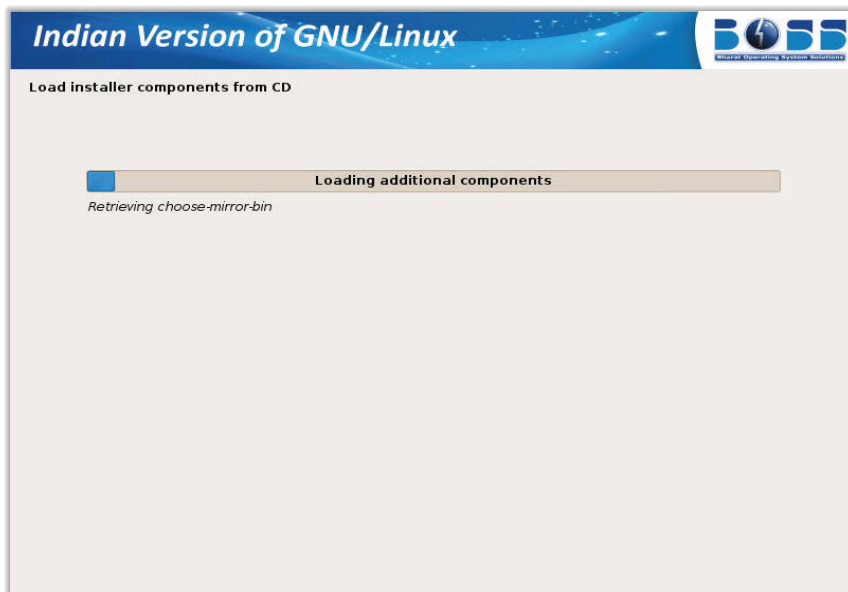 Indian Version of GNU/Linux
BOSS
Bharat Operating System Solutions
Load installer components from CD
Loading additional components
Retrieving choose-mirror-bin